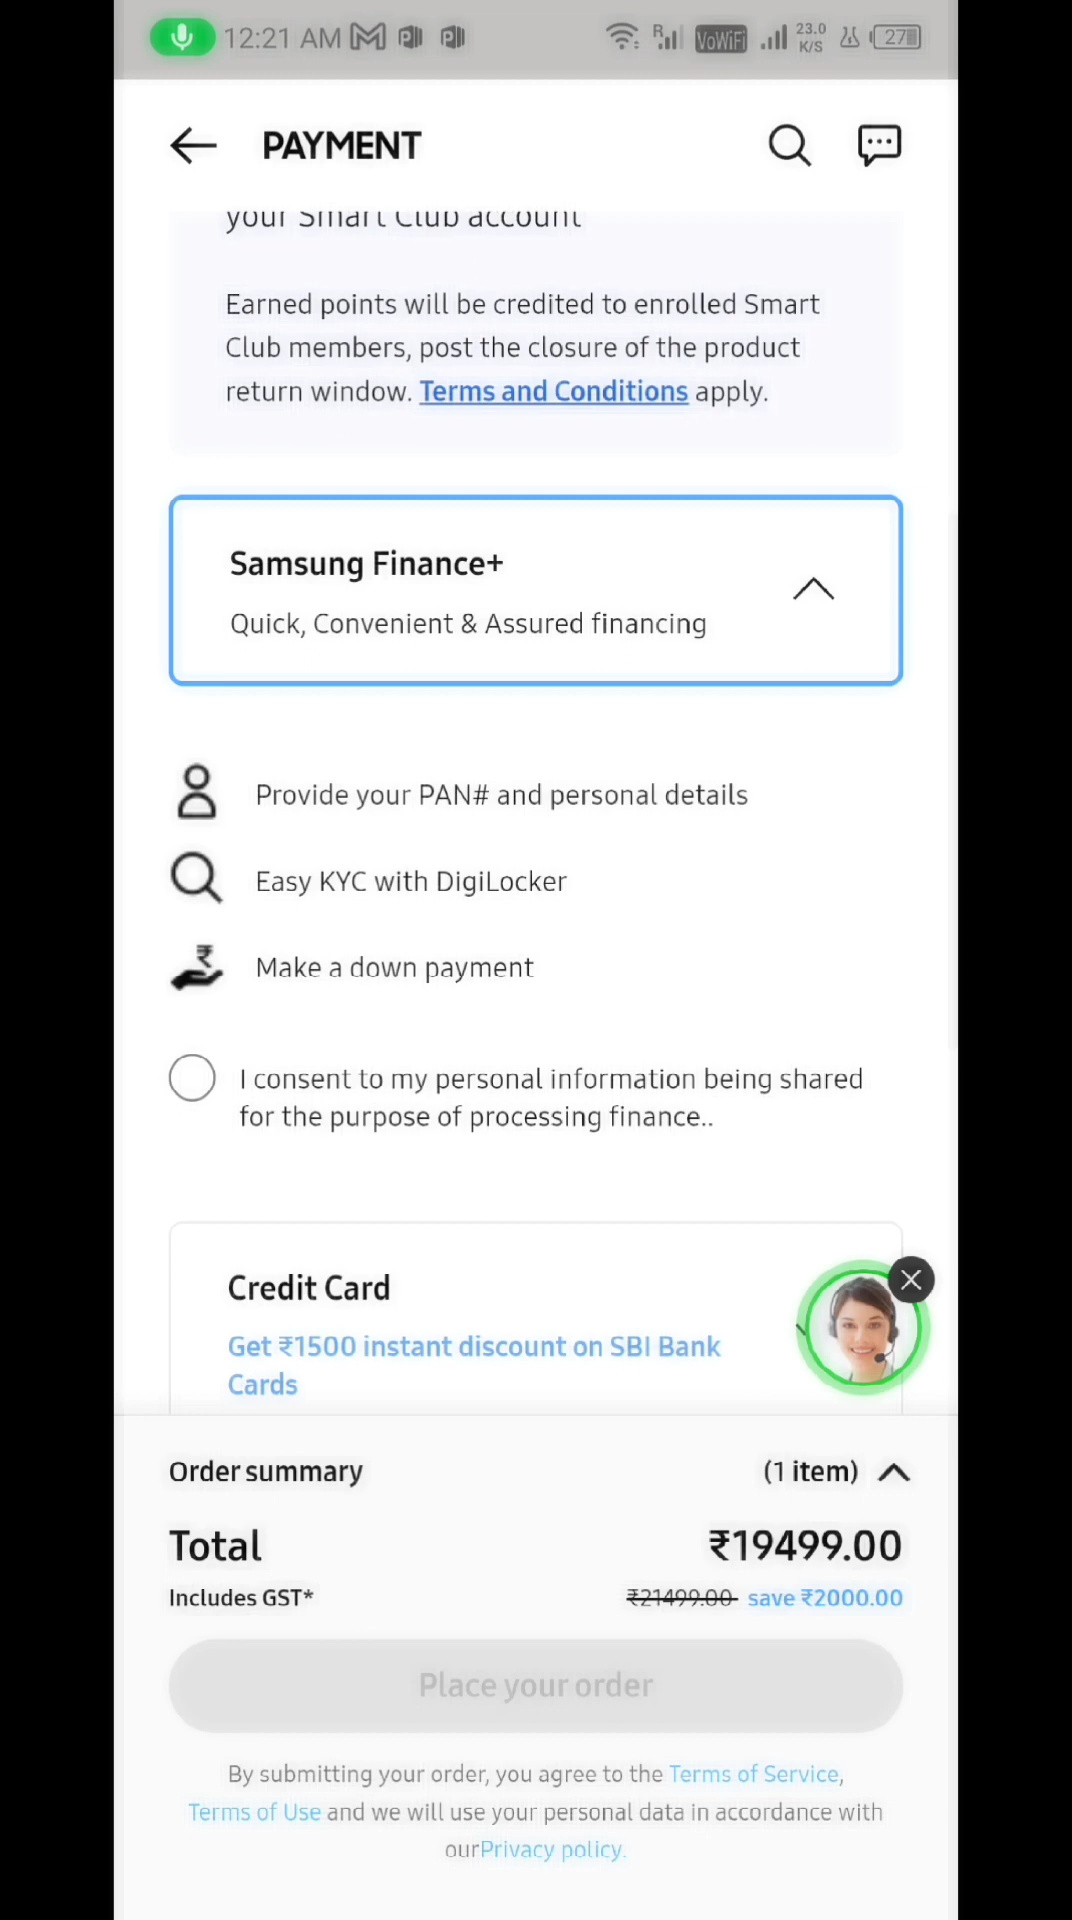 12:21 AM
VoWiFi
23.0
K/S
27
PAYMENT
your Smart Club account
Earned points will be credited to enrolled Smart
Club members, post the closure of the product
return window. Terms and Conditions apply.
Samsung Finance+
Quick, Convenient & Assured financing
Provide your PAN# and personal details
Easy KYC with DigiLocker
Make a down payment
I consent to my personal information being shared
for the purpose of processing finance..
Credit Card
Get ₹1500 instant discount on SBI Bank
Cards
Order summary (1 item)
Total ₹19499.00
Includes GST* ₹21499.00 save ₹2000.00
Place your order
By submitting your order, you agree to the Terms of Service,
Terms of Use and we will use your personal data in accordance with
ourPrivacy policy.